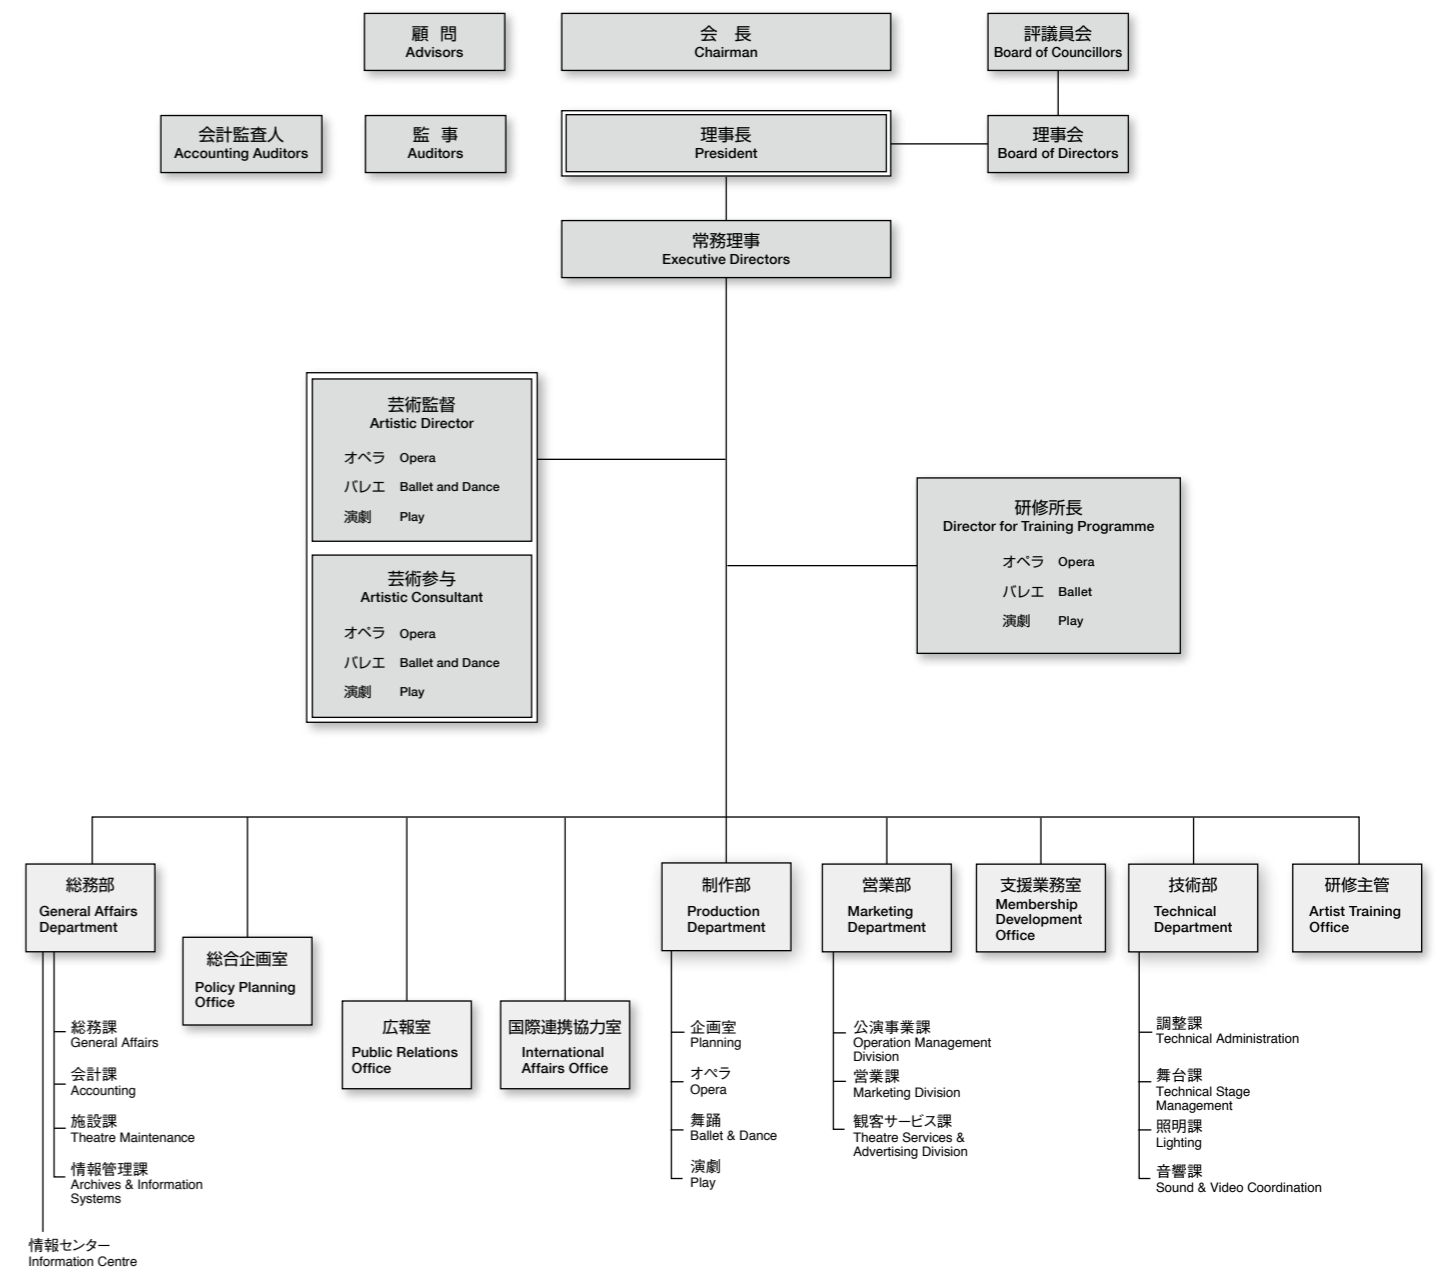 顧 問
Advisors
会 長
Chairman
評議員会
Board of Councillors
会計監査人
Accounting Auditors
監 事
Auditors
理事長
President
理事会
Board of Directors
常務理事
Executive Directors
芸術監督
Artistic Director
オペラ Opera
バレエ Ballet and Dance
演劇 Play
芸術参与
Artistic Consultant
オペラ Opera
バレエ Ballet and Dance
演劇 Play
研修所長
Director for Training Programme
オペラ Opera
バレエ Ballet
演劇 Play
総務部
General Affairs
Department
総務課
General Affairs
会計課
Accounting
施設課
Theatre Maintenance
情報管理課
Archives & Information
Systems
情報センター
Information Centre
総合企画室
Policy Planning
Office
広報室
Public Relations
Office
国際連携協力室
International
Affairs Office
制作部
Production
Department
企画室
Planning
オペラ
Opera
舞踊
Ballet & Dance
演劇
Play
営業部
Marketing
Department
公演事業課
Operation Management
Division
営業課
Marketing Division
観客サービス課
Theatre Services &
Advertising Division
支援業務室
Membership
Development
Office
技術部
Technical
Department
調整課
Technical Administration
舞台課
Technical Stage
Management
照明課
Lighting
音響課
Sound & Video Coordination
研修主管
Artist Training
Office